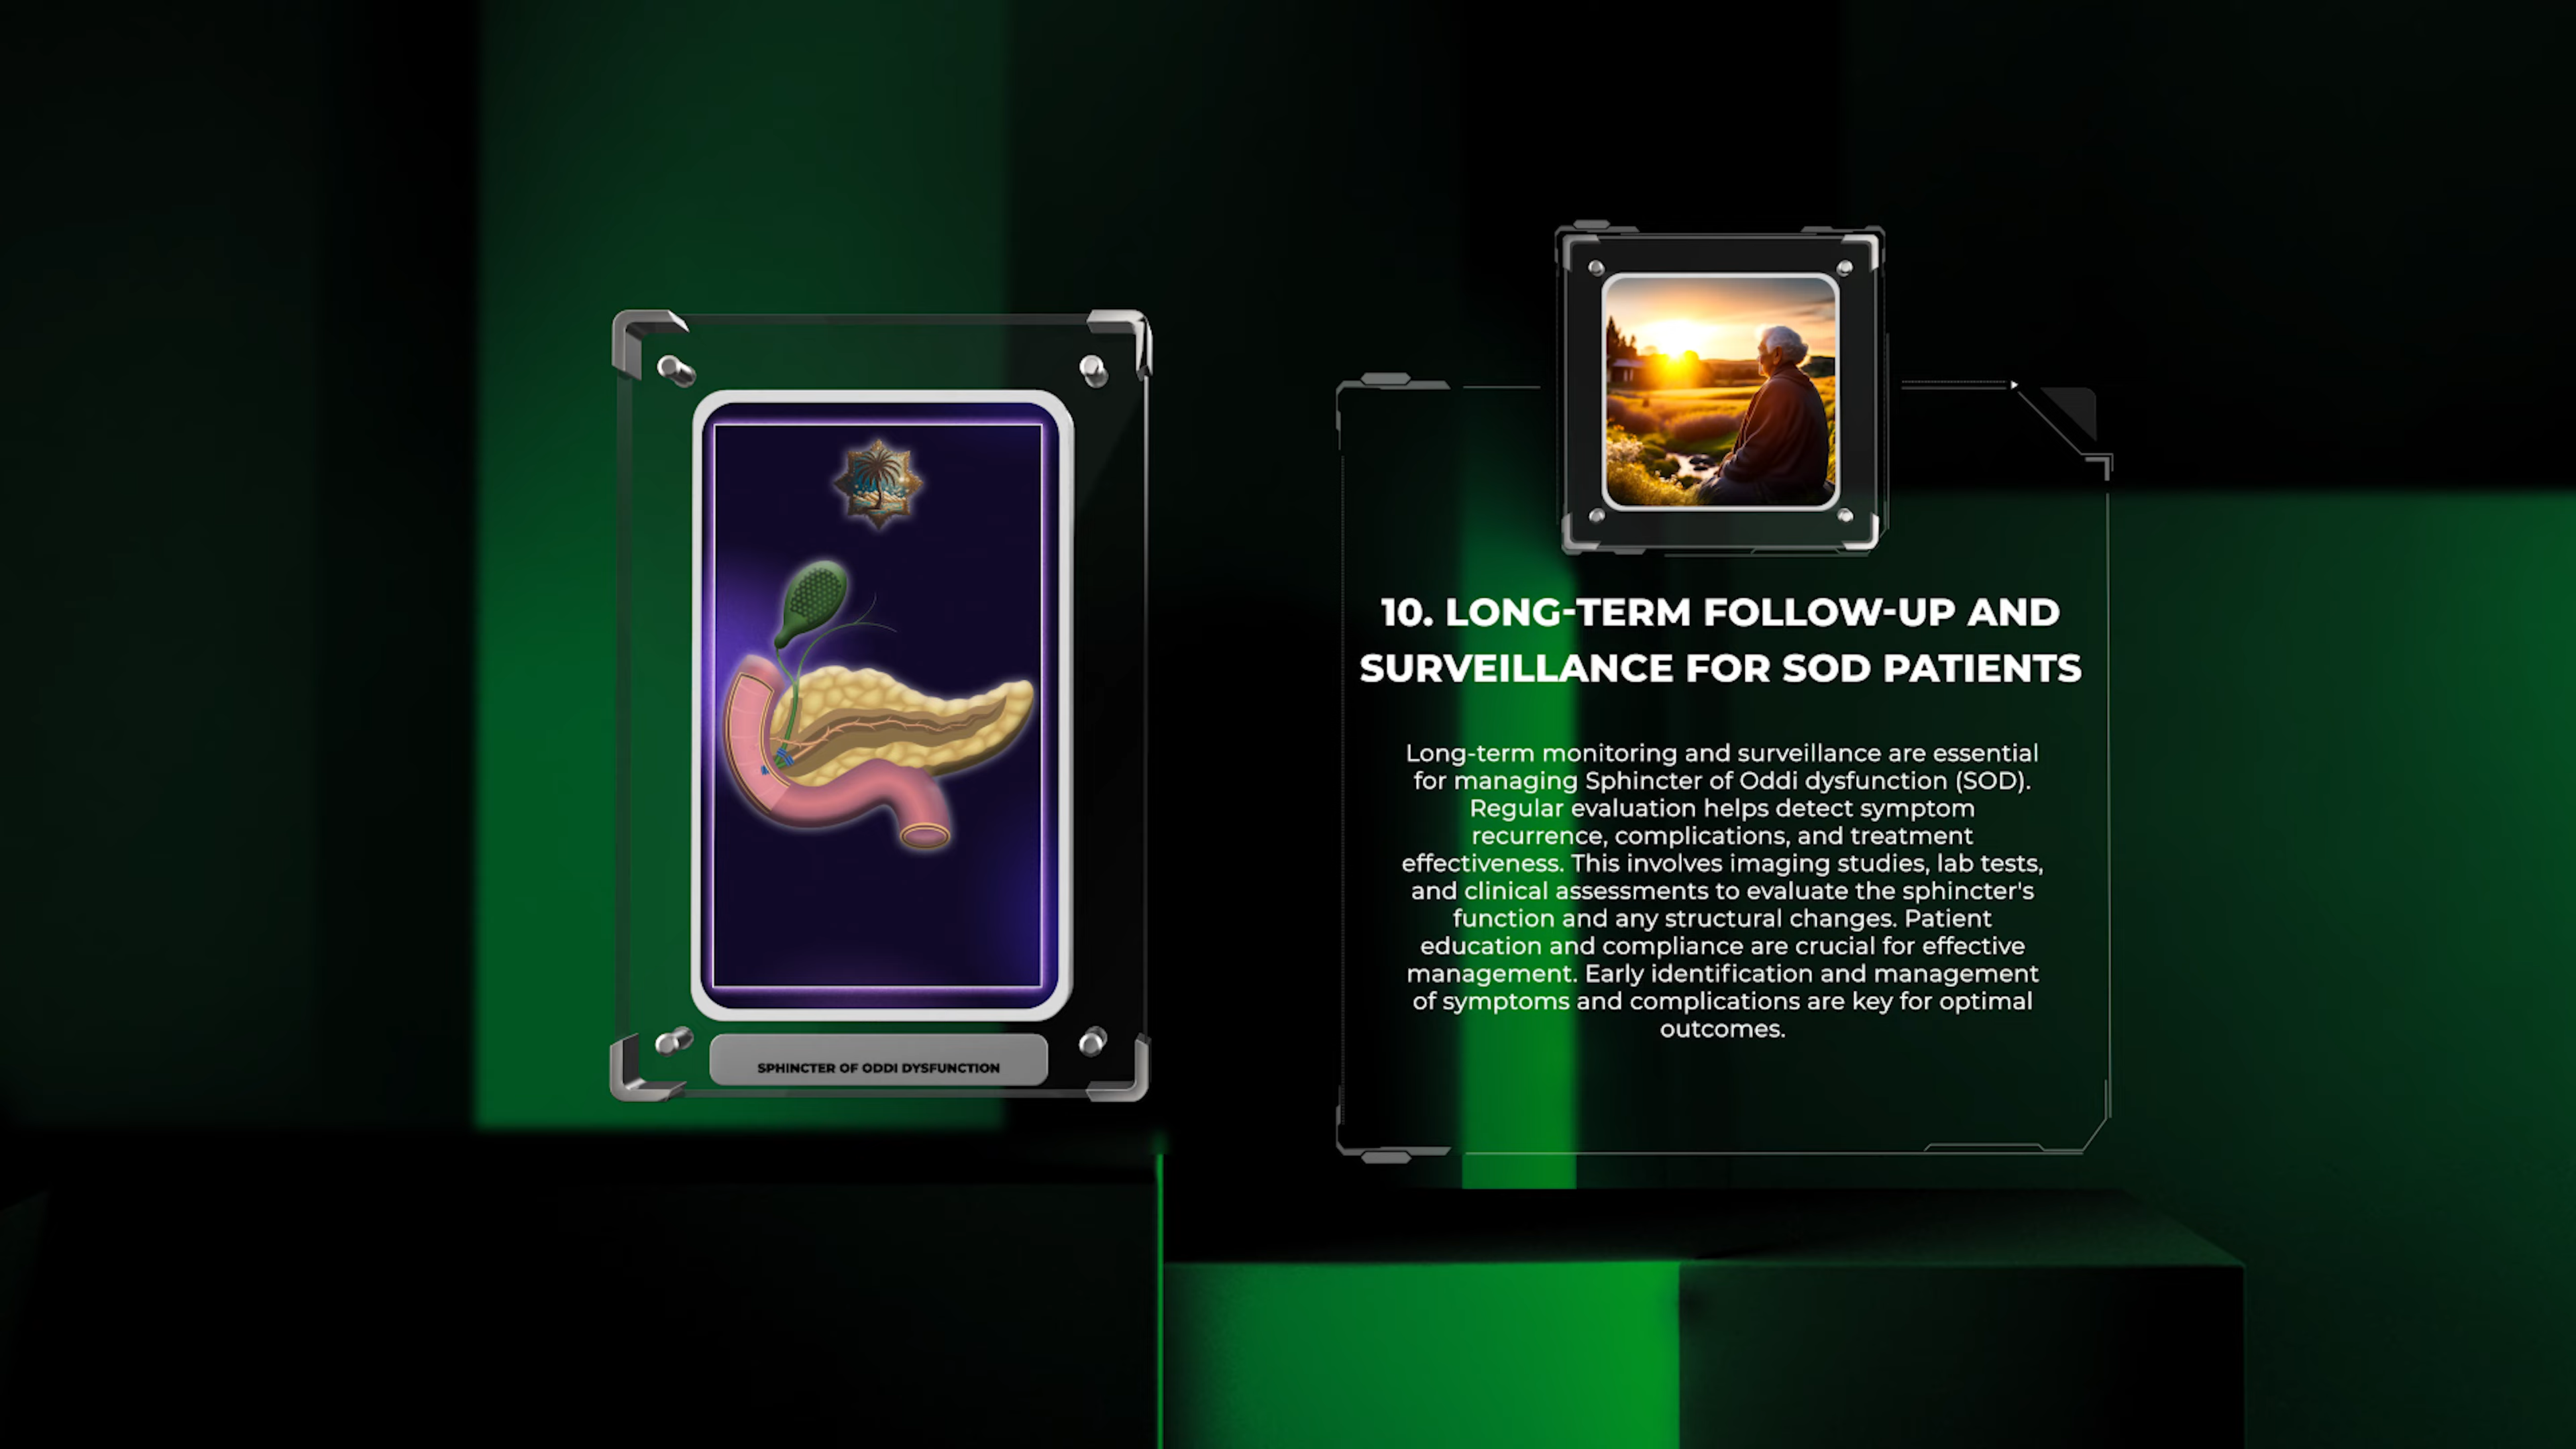 SPHINCTER OF ODDI DYSFUNCTION
10. LONG-TERM FOLLOW-UP AND
SURVEILLANCE FOR SOD PATIENTS
Long-term monitoring and surveillance are essential
for managing Sphincter of Oddi dysfunction (SOD).
Regular evaluation helps detect symptom
recurrence, complications, and treatment
effectiveness. This involves imaging studies, lab tests,
and clinical assessments to evaluate the sphincter's
function and any structural changes. Patient
education and compliance are crucial for effective
management. Early identification and management
of symptoms and complications are key for optimal
outcomes.